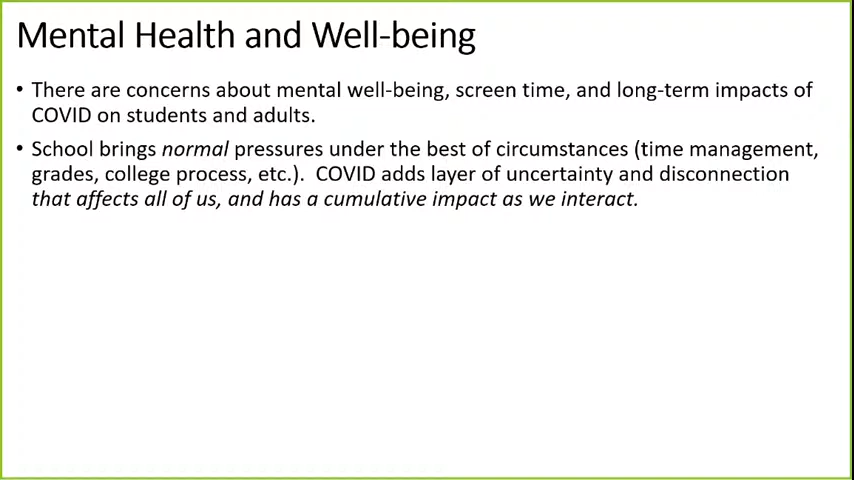 Mental Health and Well-being
• There are concerns about mental well-being, screen time, and long-term impacts of
COVID on students and adults.
• School brings normal pressures under the best of circumstances (time management,
grades, college process, etc.).  COVID adds layer of uncertainty and disconnection
that affects all of us, and has a cumulative impact as we interact.